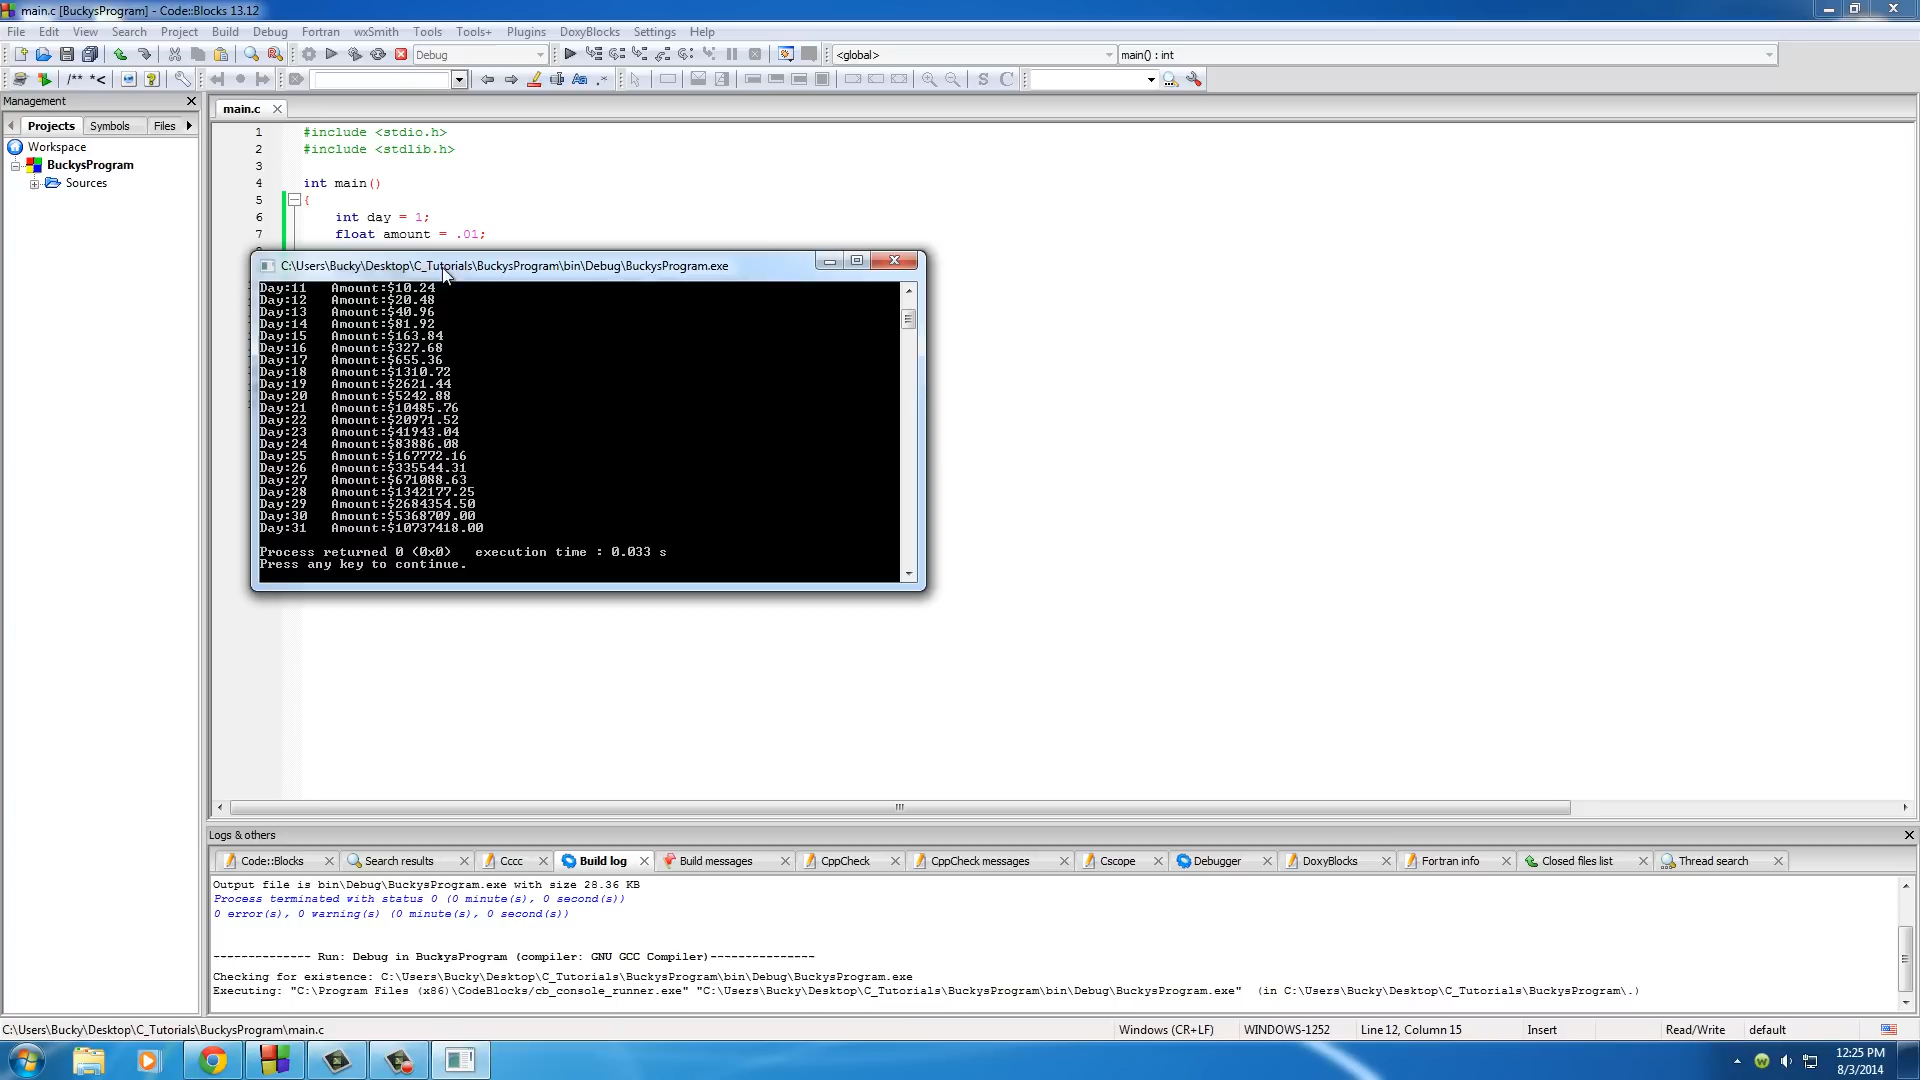 main.c [BuckysProgram] - Code::Blocks 13.12
File Edit View Search Project Build Debug Fortran wxSmith Tools Tools+ Plugins DoxyBlocks Settings Help
Debug <global> main() : int
/** *< Aa .* S C
Management
Projects Symbols Files
Workspace
BuckysProgram
Sources
main.c
1 #include <stdio.h>
2 #include <stdlib.h>
3
4 int main()
5 {
6 int day = 1;
7 float amount = .01;
C:\Users\Bucky\Desktop\C_Tutorials\BuckysProgram\bin\Debug\BuckysProgram.exe
Day:11 Amount:$10.24
Day:12 Amount:$20.48
Day:13 Amount:$40.96
Day:14 Amount:$81.92
Day:15 Amount:$163.84
Day:16 Amount:$327.68
Day:17 Amount:$655.36
Day:18 Amount:$1310.72
Day:19 Amount:$2621.44
Day:20 Amount:$5242.88
Day:21 Amount:$10485.76
Day:22 Amount:$20971.52
Day:23 Amount:$41943.04
Day:24 Amount:$83886.08
Day:25 Amount:$167772.16
Day:26 Amount:$335544.31
Day:27 Amount:$671088.63
Day:28 Amount:$1342177.25
Day:29 Amount:$2684354.50
Day:30 Amount:$5368709.00
Day:31 Amount:$10737418.00
Process returned 0 (0x0) execution time : 0.033 s
Press any key to continue.
Logs & others
Code::Blocks Search results Cccc Build log Build messages CppCheck CppCheck messages Cscope Debugger DoxyBlocks Fortran info Closed files list Thread search
Output file is bin\Debug\BuckysProgram.exe with size 28.36 KB
Process terminated with status 0 (0 minute(s), 0 second(s))
0 error(s), 0 warning(s) (0 minute(s), 0 second(s))
-------------- Run: Debug in BuckysProgram (compiler: GNU GCC Compiler)---------------
Checking for existence: C:\Users\Bucky\Desktop\C_Tutorials\BuckysProgram\bin\Debug\BuckysProgram.exe
Executing: "C:\Program Files (x86)\CodeBlocks/cb_console_runner.exe" "C:\Users\Bucky\Desktop\C_Tutorials\BuckysProgram\bin\Debug\BuckysProgram.exe" (in C:\Users\Bucky\Desktop\C_Tutorials\BuckysProgram\.)
C:\Users\Bucky\Desktop\C_Tutorials\BuckysProgram\main.c Windows (CR+LF) WINDOWS-1252 Line 12, Column 15 Insert Read/Write default
12:25 PM
8/3/2014